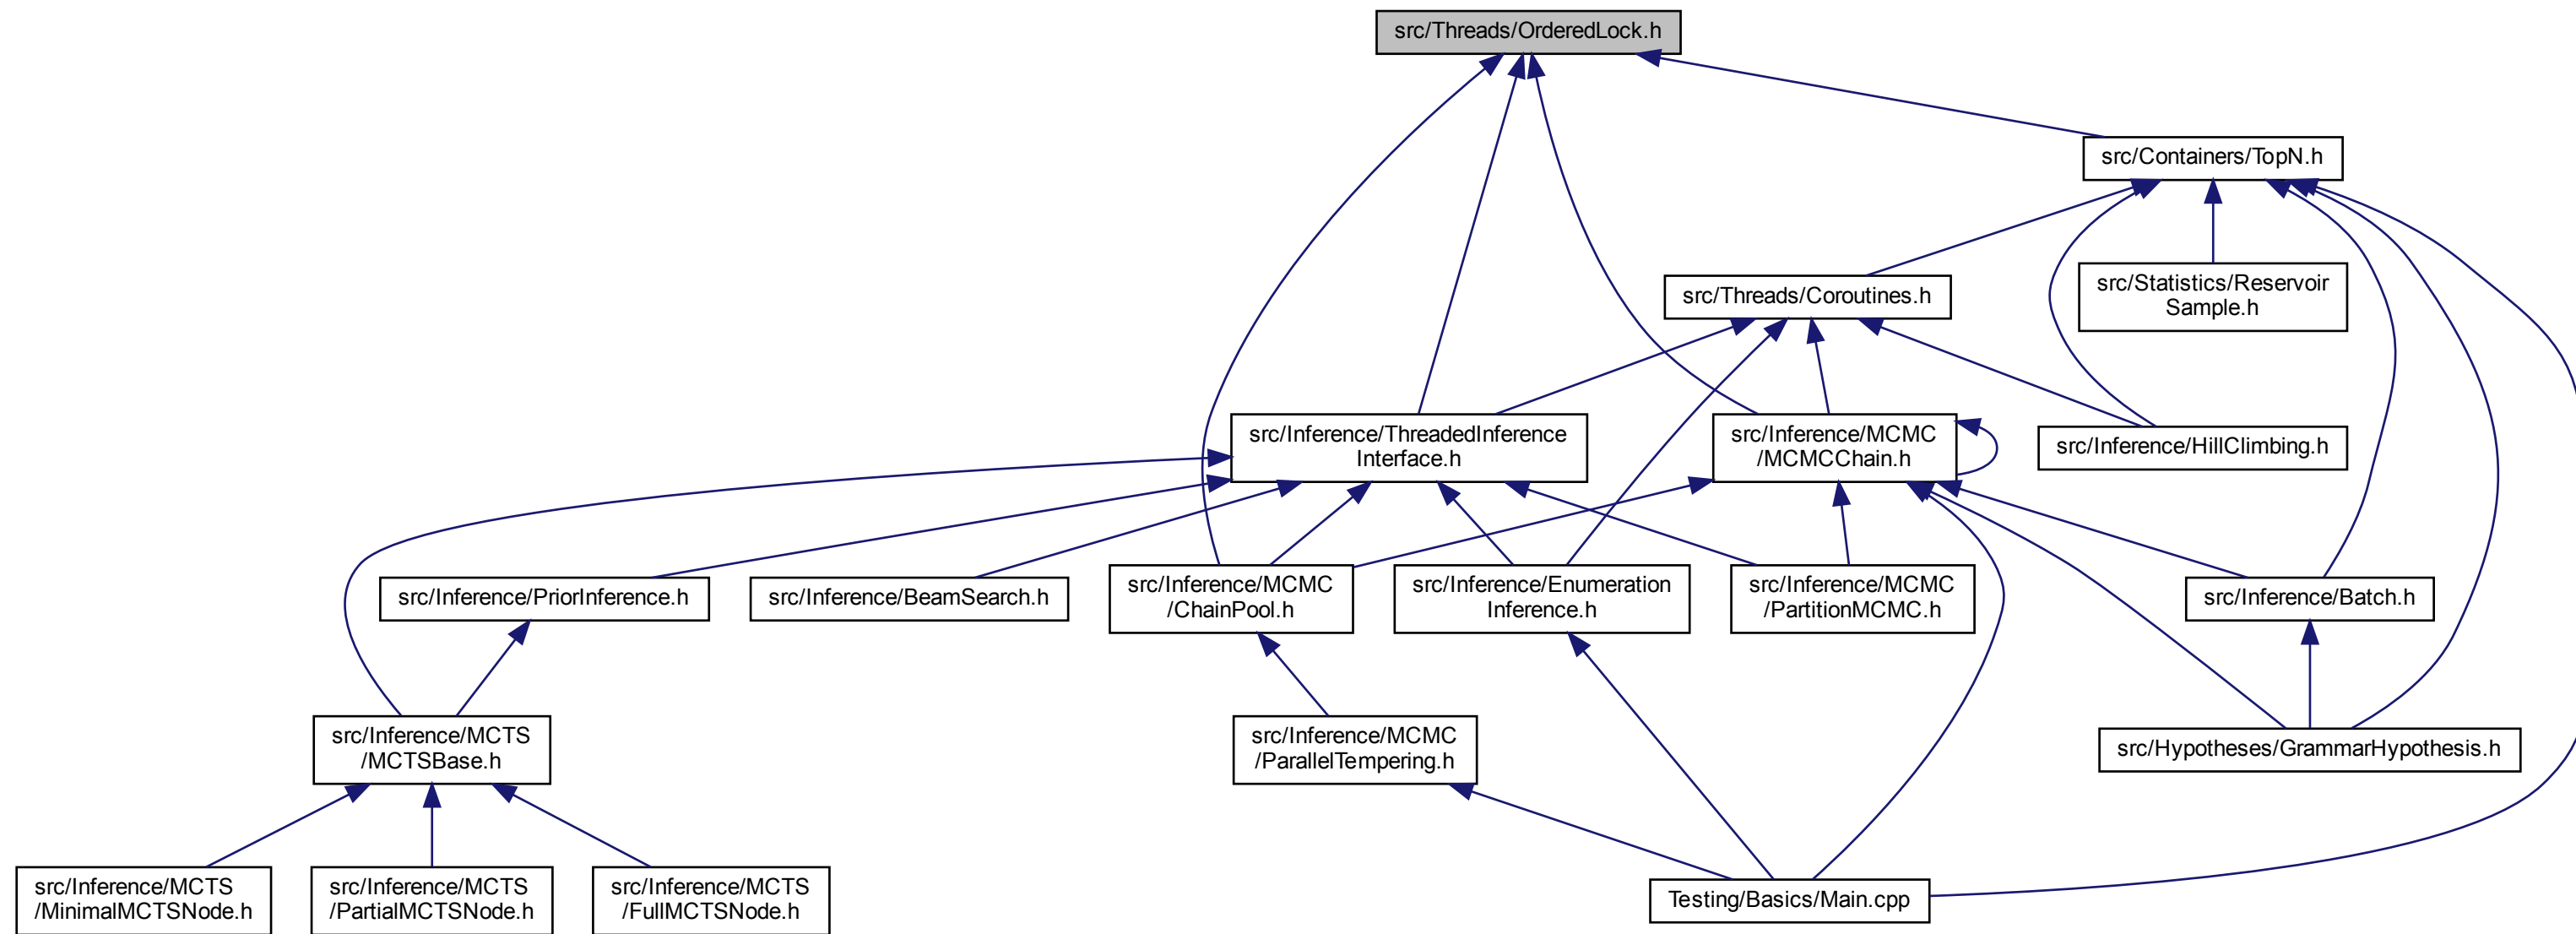 src/Threads/OrderedLock.h
src/Containers/TopN.h
src/Threads/Coroutines.h
src/Statistics/Reservoir
Sample.h
src/Inference/ThreadedInference
Interface.h
src/Inference/MCMC
/MCMCChain.h
src/Inference/HillClimbing.h
src/Inference/PriorInference.h
src/Inference/BeamSearch.h
src/Inference/MCMC
/ChainPool.h
src/Inference/Enumeration
Inference.h
src/Inference/MCMC
/PartitionMCMC.h
src/Inference/Batch.h
src/Inference/MCTS
/MCTSBase.h
src/Inference/MCMC
/ParallelTempering.h
src/Hypotheses/GrammarHypothesis.h
src/Inference/MCTS
/MinimalMCTSNode.h
src/Inference/MCTS
/PartialMCTSNode.h
src/Inference/MCTS
/FullMCTSNode.h
Testing/Basics/Main.cpp